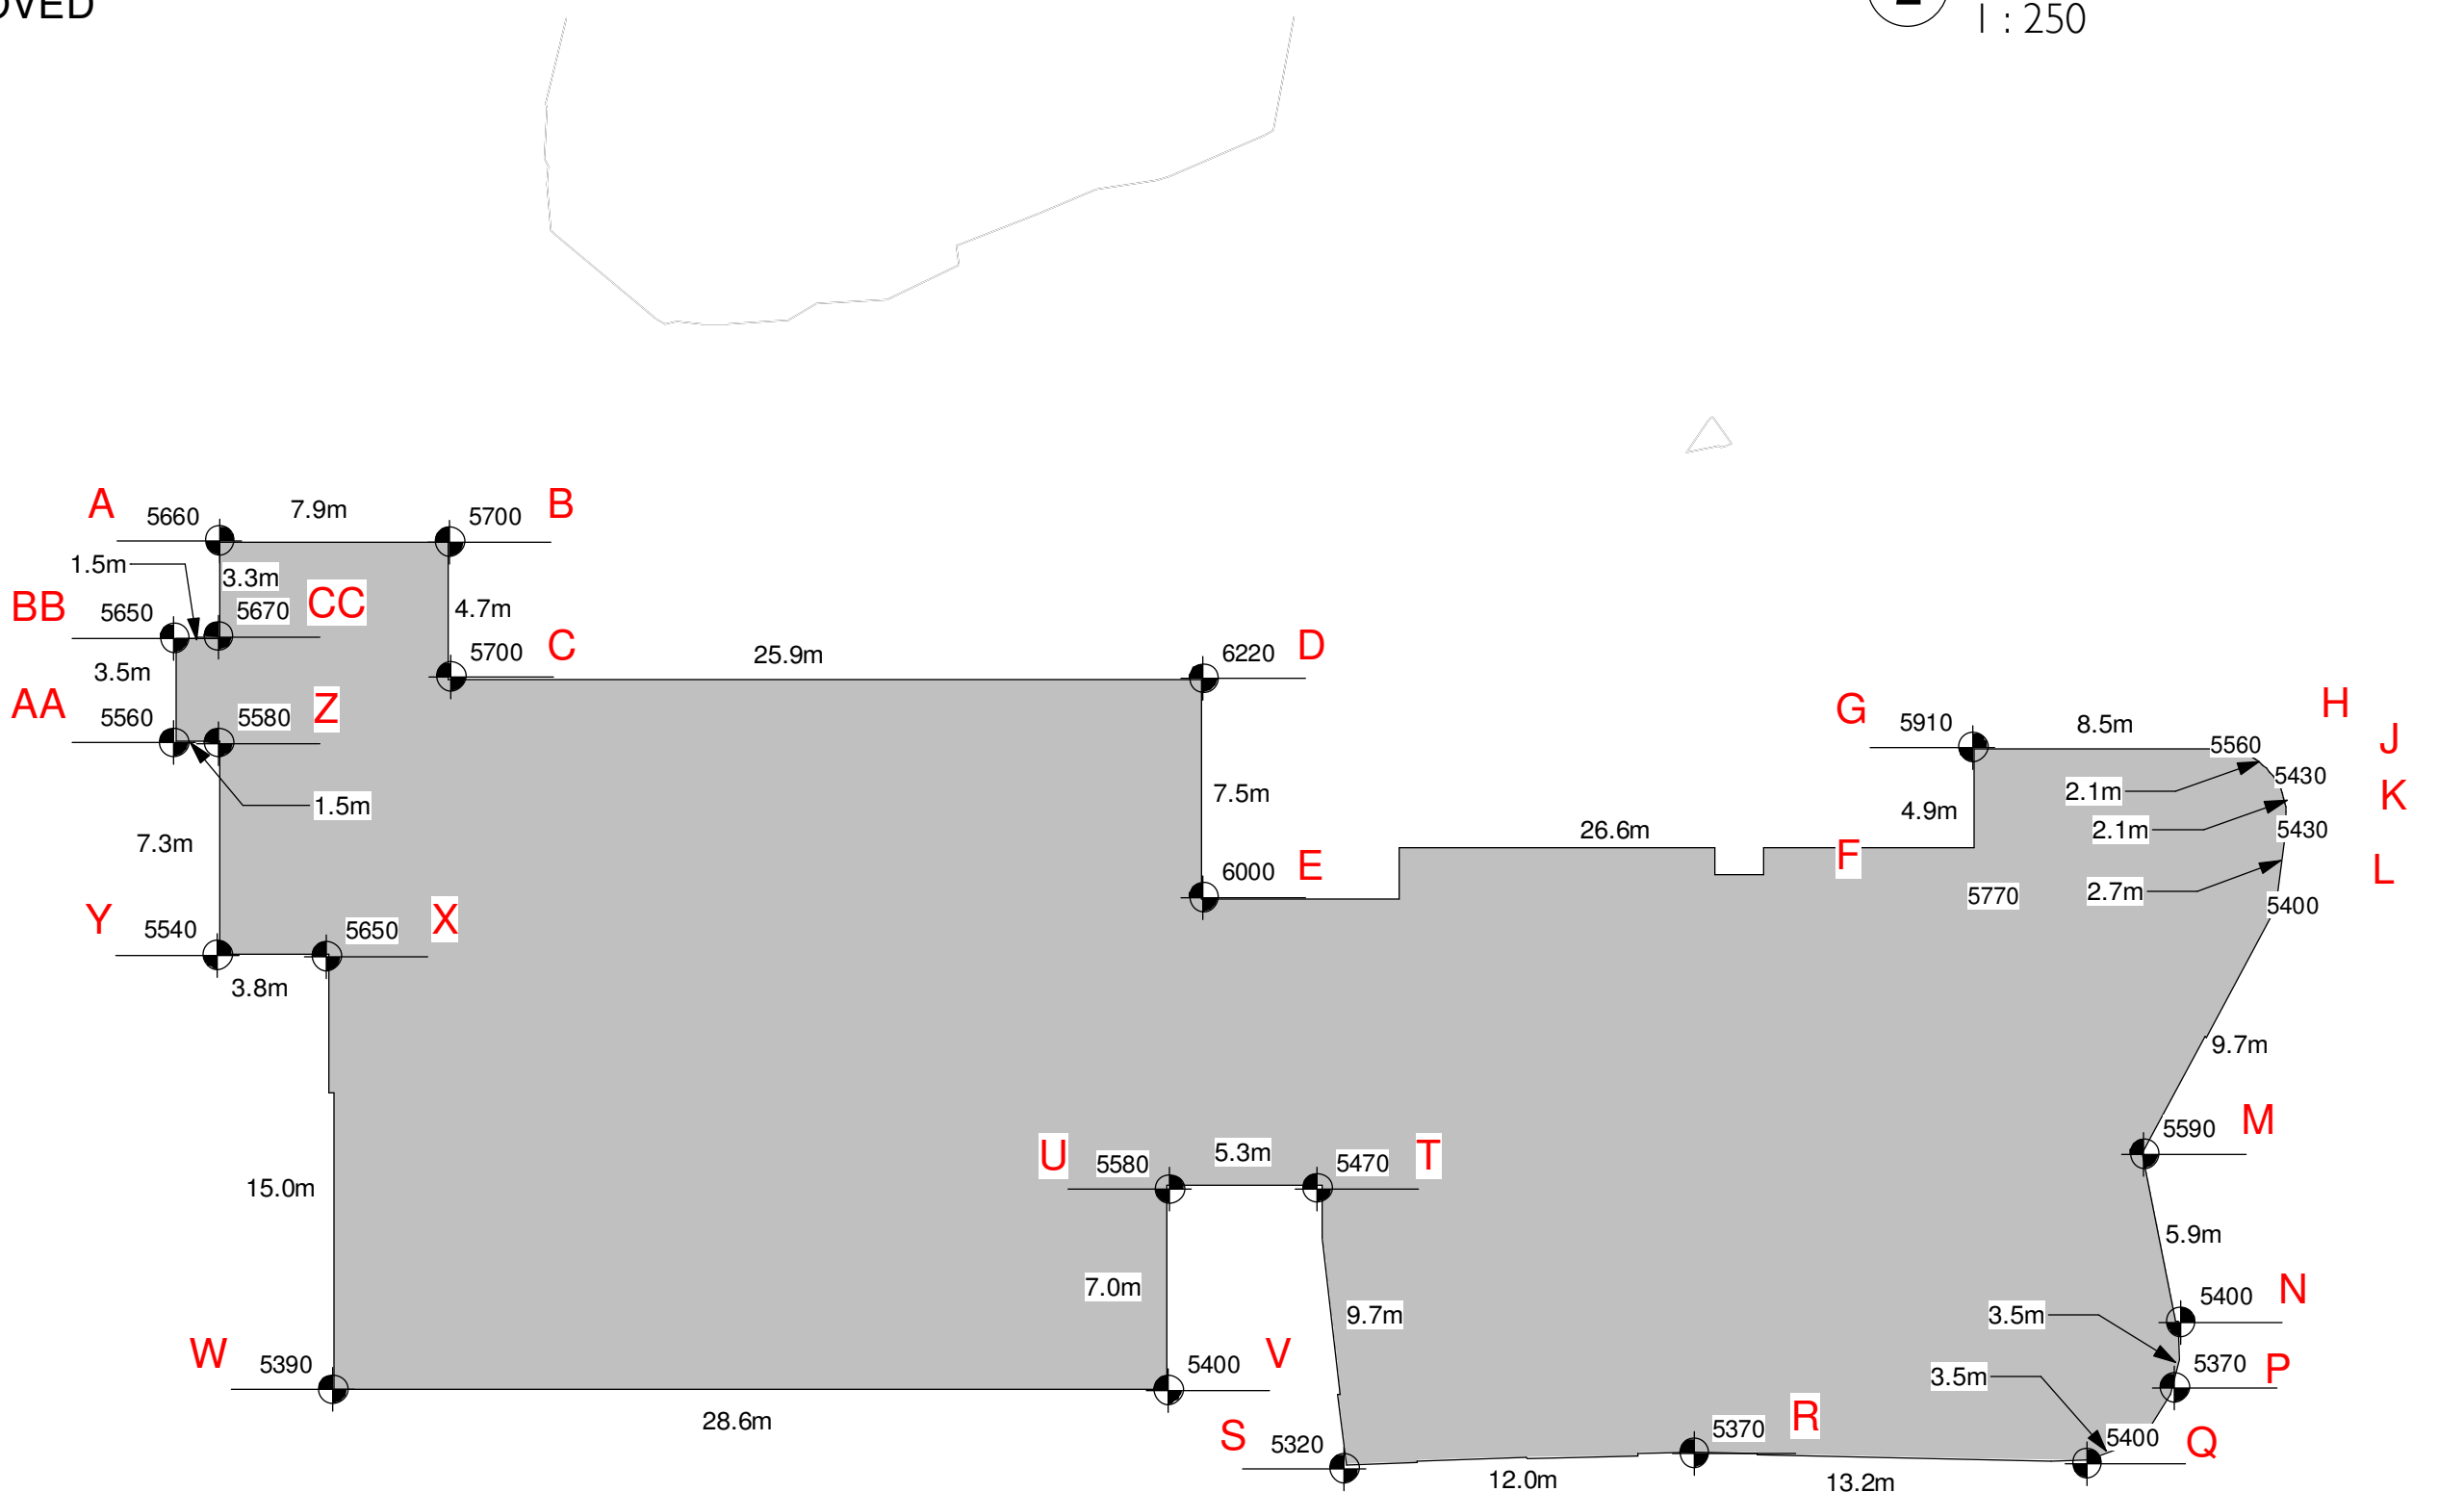 1 : 250
A
5660
7.9m
5700
B
1.5m
3.3m
BB
5650
5670
CC
4.7m
3.5m
5700
C
25.9m
6220
D
AA
5560
5580
Z
G
5910
8.5m
H
5560
J
5430
2.1m
K
1.5m
7.5m
4.9m
2.1m
5430
7.3m
26.6m
6000
E
F
5770
2.7m
L
5400
Y
5540
5650
X
3.8m
9.7m
5590
M
U
5580
5.3m
5470
T
15.0m
5.9m
7.0m
9.7m
3.5m
5400
N
W
5390
5400
V
5370
P
3.5m
28.6m
S
5320
5370
R
5400
Q
12.0m
13.2m